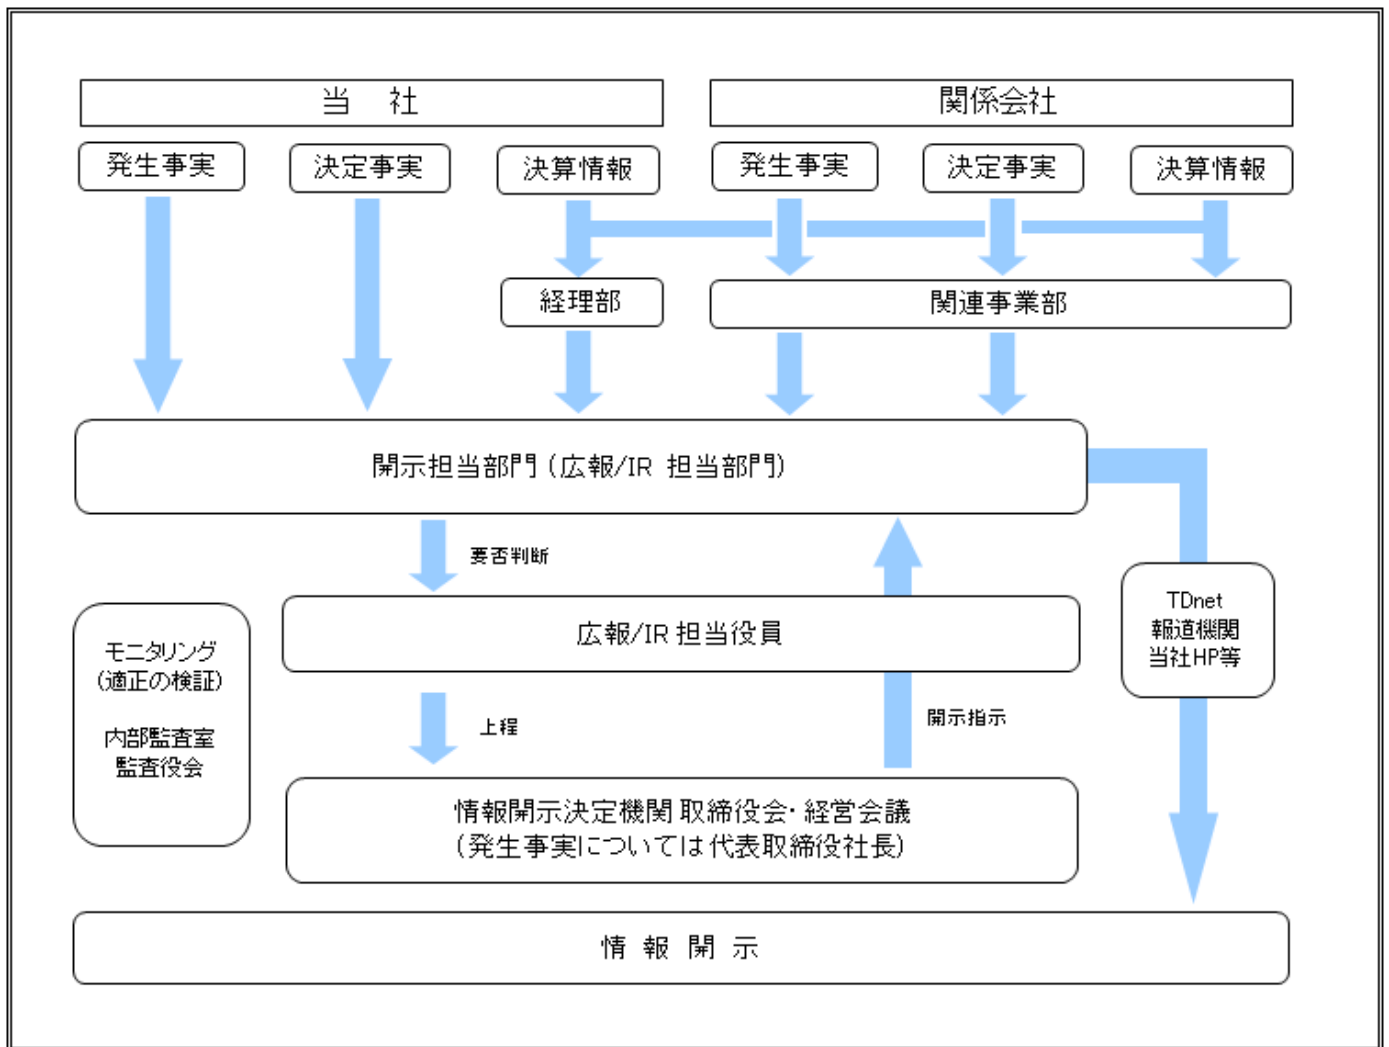 当 社
関係会社
発生事実
決定事実
決算情報
発生事実
決定事実
決算情報
経理部
関連事業部
開示担当部門(広報/IR 担当部門)
要否判断
広報/IR 担当役員
TDnet
報道機関
当社HP等
モニタリング
(適正の検証)
内部監査室
監査役会
上程
開示指示
情報開示決定機関 取締役会・経営会議
(発生事実については代表取締役社長)
情 報 開 示